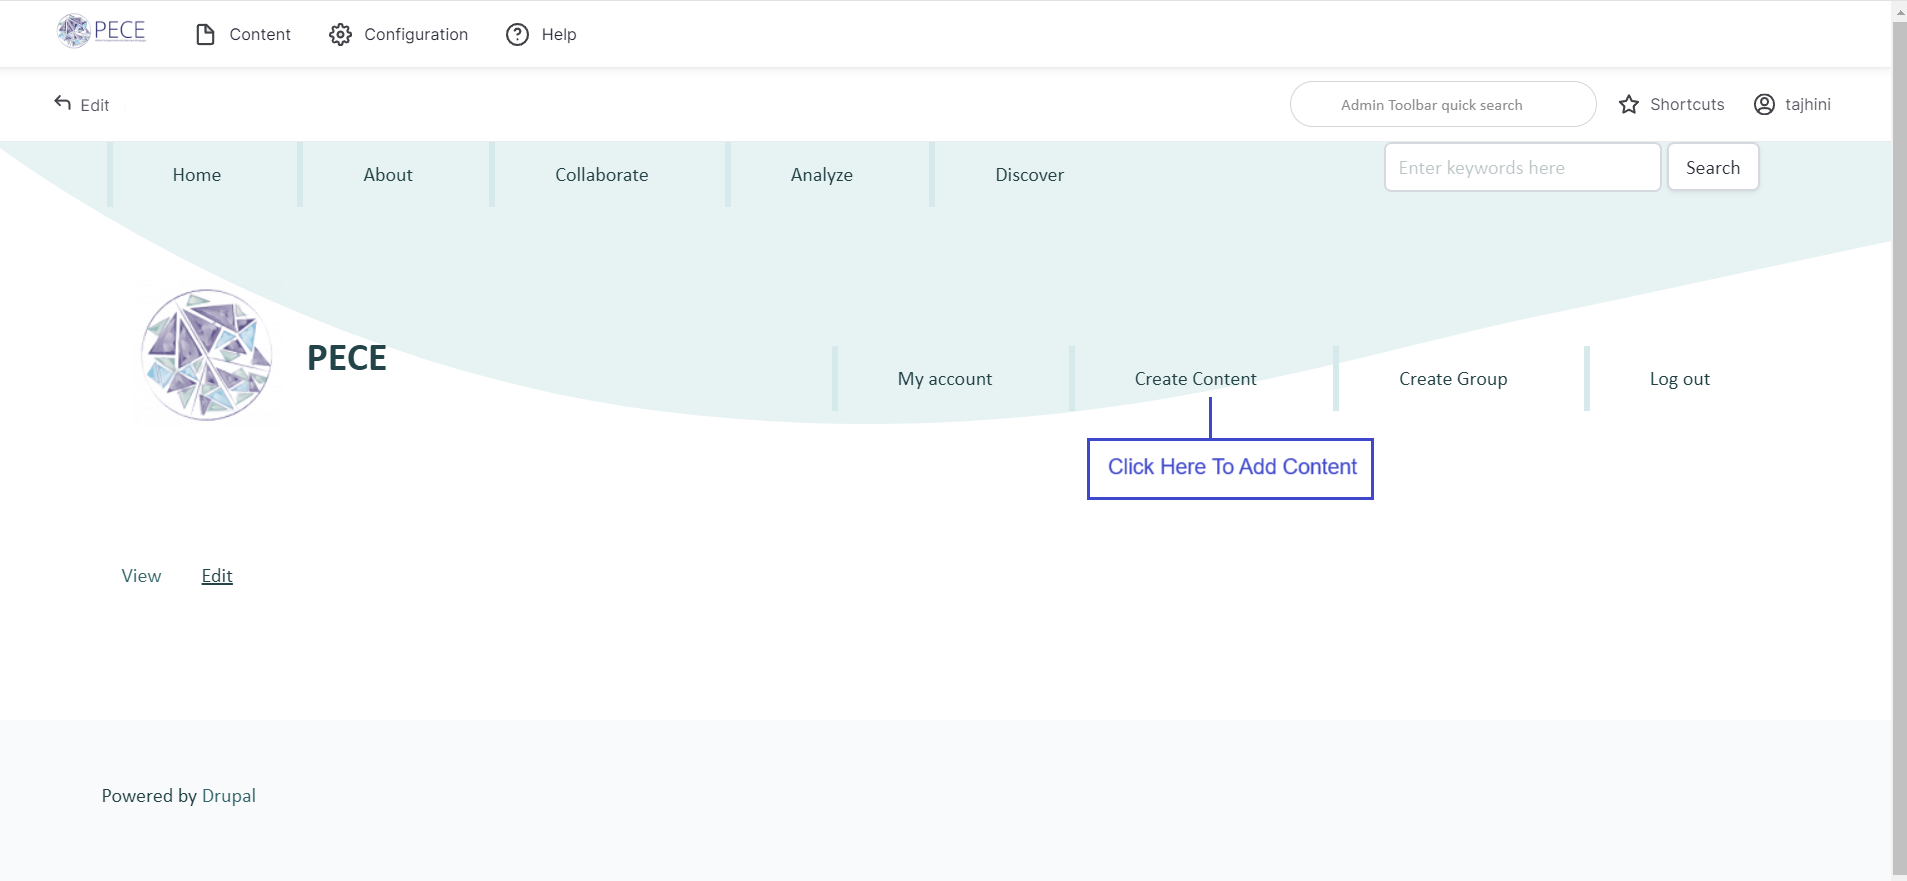 PECE
Content
Configuration
Help
Edit
Admin Toolbar quick search
Shortcuts
tajhini
Home
About
Collaborate
Analyze
Discover
Enter keywords here
Search
PECE
My account
Create Content
Create Group
Log out
Click Here To Add Content
View
Edit
Powered by Drupal